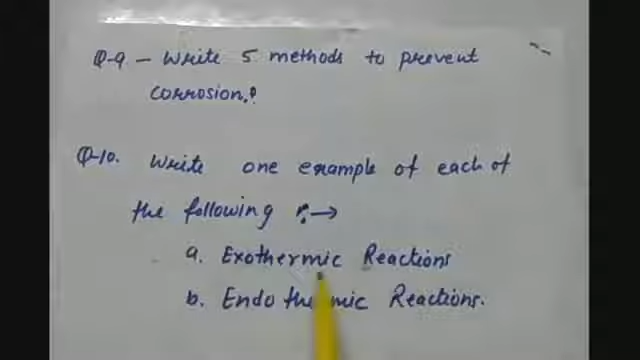 Q-9 - Write 5 methods to prevent
corrosion.?
Q-10. Write one example of each of
the following :→
a. Exothermic Reactions
b. Endothermic Reactions.